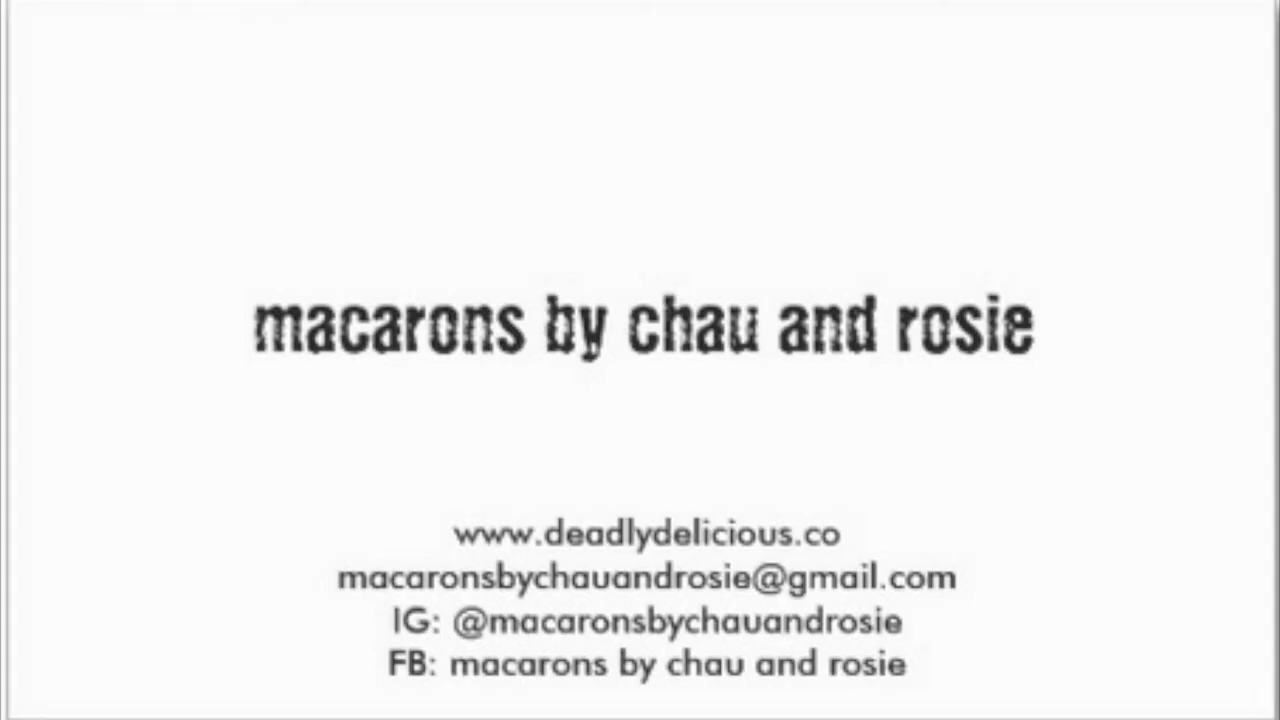 macarons by chau and rosie
www.deadlydelicious.co
macaronsbychauandrosie@gmail.com
IG: @macaronsbychauandrosie
FB: macarons by chau and rosie